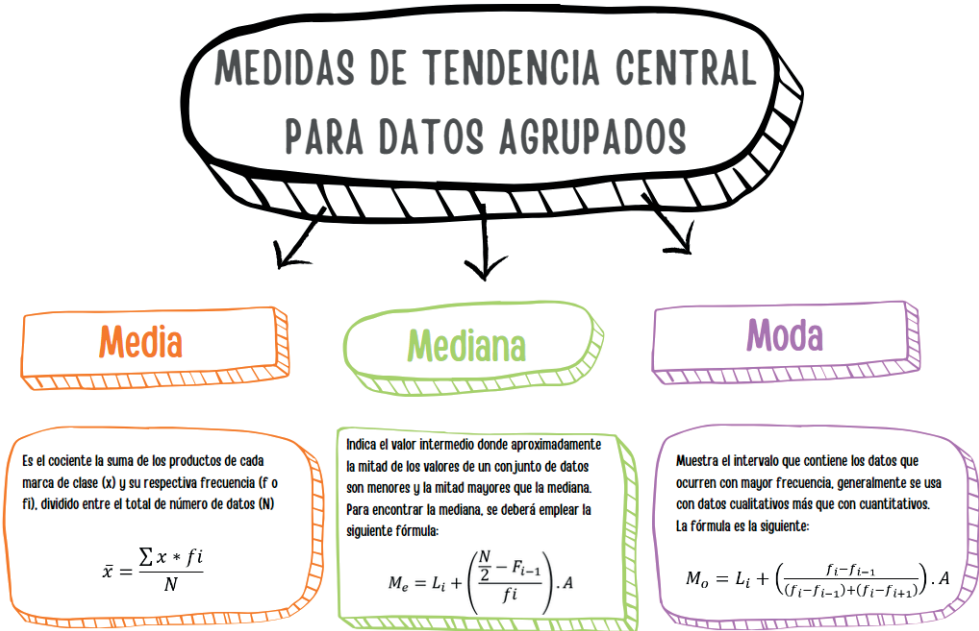 MEDIDAS DE TENDENCIA CENTRAL
PARA DATOS AGRUPADOS
Media
Es el cociente la suma de los productos de cada
marca de clase (x) y su respectiva frecuencia (f o
fi), dividido entre el total de número de datos (N)
x̄ = (∑ x * fi) / N
Mediana
Indica el valor intermedio donde aproximadamente
la mitad de los valores de un conjunto de datos
son menores y la mitad mayores que la mediana.
Para encontrar la mediana, se deberá emplear la
siguiente fórmula:
Mₑ = Lᵢ + ((N/2 − Fᵢ₋₁) / fi) . A
Moda
Muestra el intervalo que contiene los datos que
ocurren con mayor frecuencia, generalmente se usa
con datos cualitativos más que con cuantitativos.
La fórmula es la siguiente:
Mₒ = Lᵢ + ((fᵢ−fᵢ₋₁) / ((fᵢ−fᵢ₋₁)+(fᵢ−fᵢ₊₁))) . A